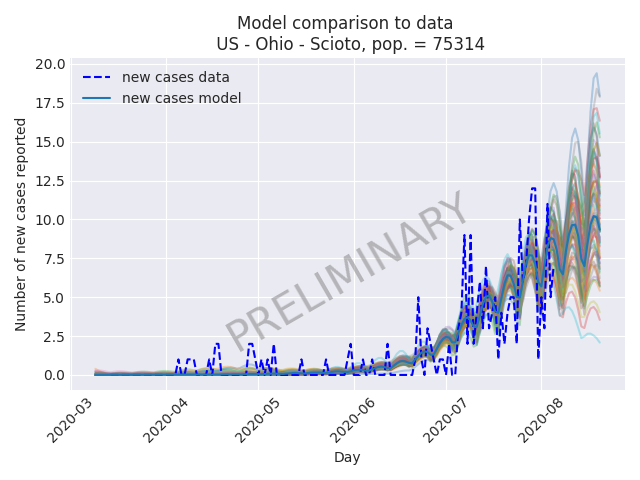 Model comparison to data
US - Ohio - Scioto, pop. = 75314
20.0
17.5
15.0
12.5
10.0
7.5
5.0
2.5
0.0
Number of new cases reported
new cases data
new cases model
PRELIMINARY
2020-03
2020-04
2020-05
2020-06
2020-07
2020-08
Day